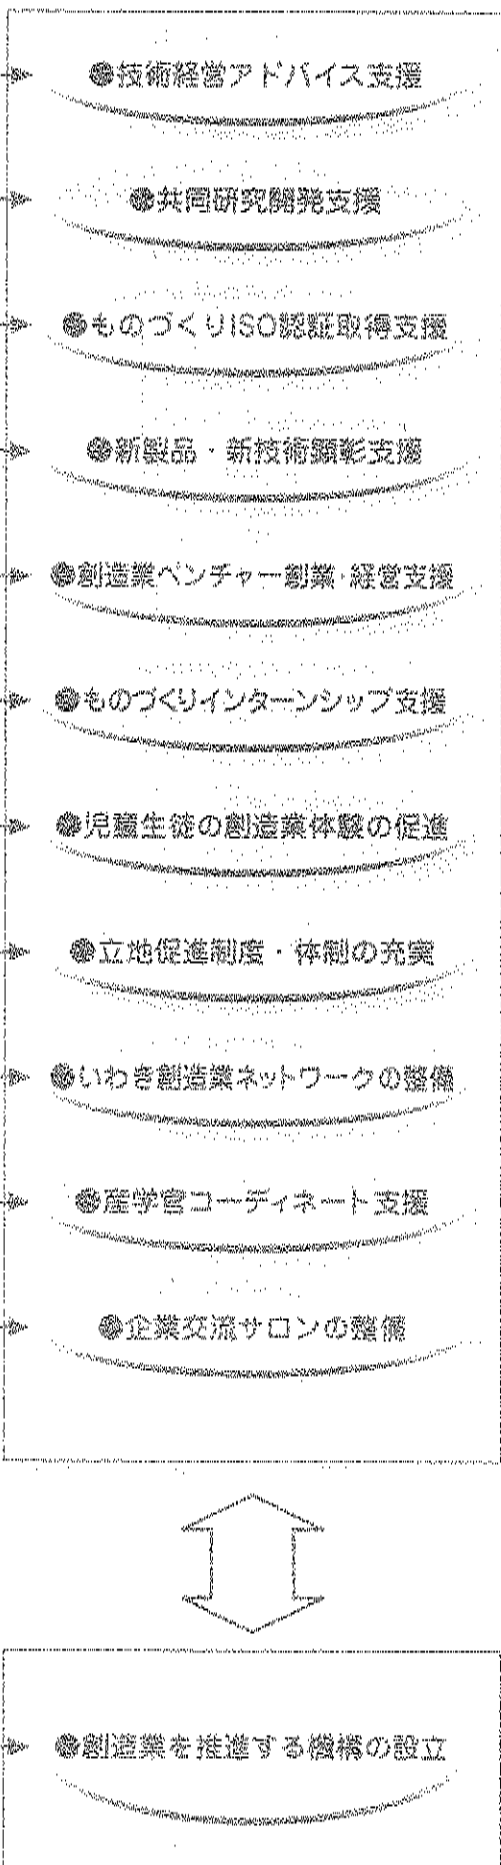 ●技術経営アドバイス支援
●共同研究開発支援
●ものづくりISO認証取得支援
●新製品・新技術顕彰支援
●創造業ベンチャー創業・経営支援
●ものづくりインターンシップ支援
●児童生徒の創造業体験の促進
●立地促進制度・体制の充実
●いわき創造業ネットワークの整備
●産学官コーディネート支援
●企業交流サロンの整備
●創造業を推進する機構の設立